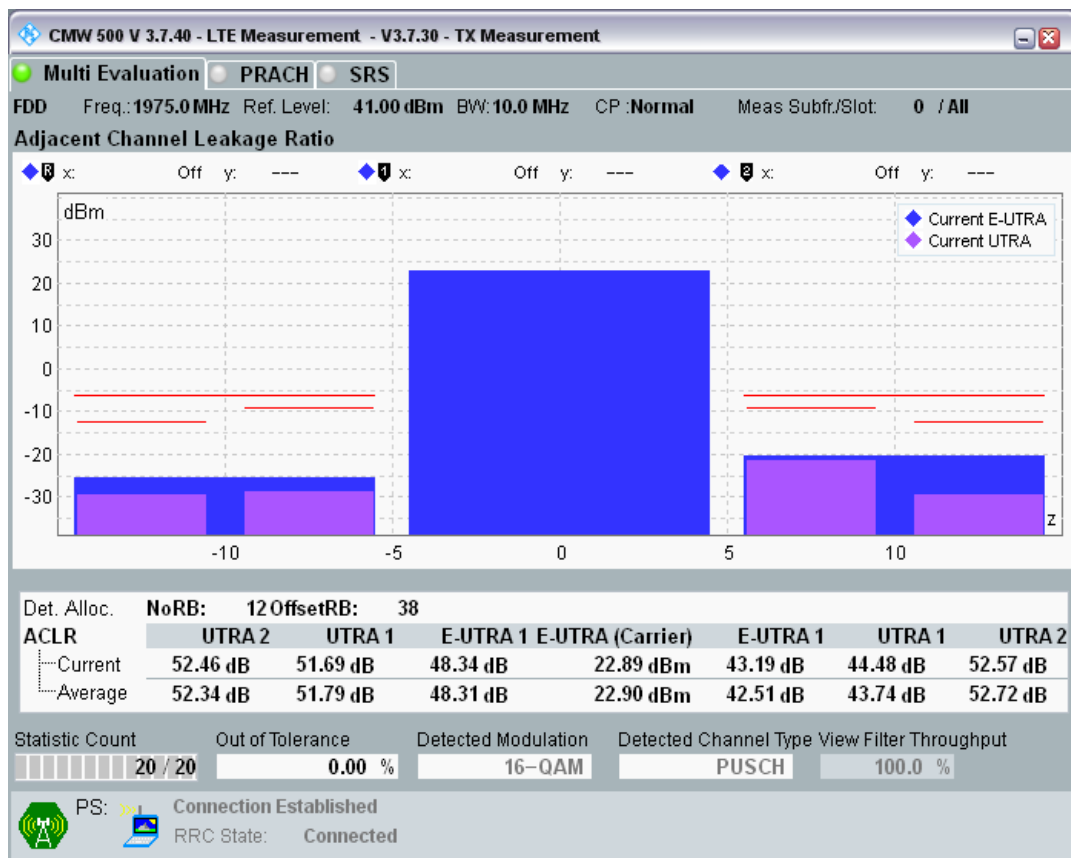 CMW 500 V 3.7.40 - LTE Measurement - V3.7.30 - TX Measurement
Multi Evaluation PRACH SRS
FDD Freq.:1975.0 MHz Ref. Level: 41.00 dBm BW:10.0 MHz CP :Normal Meas Subfr./Slot: 0 / All
Adjacent Channel Leakage Ratio
R x: Off y: --- 1 x: Off y: --- 2 x: Off y: ---
dBm
Current E-UTRA
Current UTRA
30
20
10
0
-10
-20
-30
z
-10 -5 0 5 10
Det. Alloc. NoRB: 12 OffsetRB: 38
ACLR UTRA 2 UTRA 1 E-UTRA 1 E-UTRA (Carrier) E-UTRA 1 UTRA 1 UTRA 2
Current 52.46 dB 51.69 dB 48.34 dB 22.89 dBm 43.19 dB 44.48 dB 52.57 dB
Average 52.34 dB 51.79 dB 48.31 dB 22.90 dBm 42.51 dB 43.74 dB 52.72 dB
Statistic Count Out of Tolerance Detected Modulation Detected Channel Type View Filter Throughput
20 / 20 0.00 % 16-QAM PUSCH 100.0 %
PS: Connection Established
RRC State: Connected